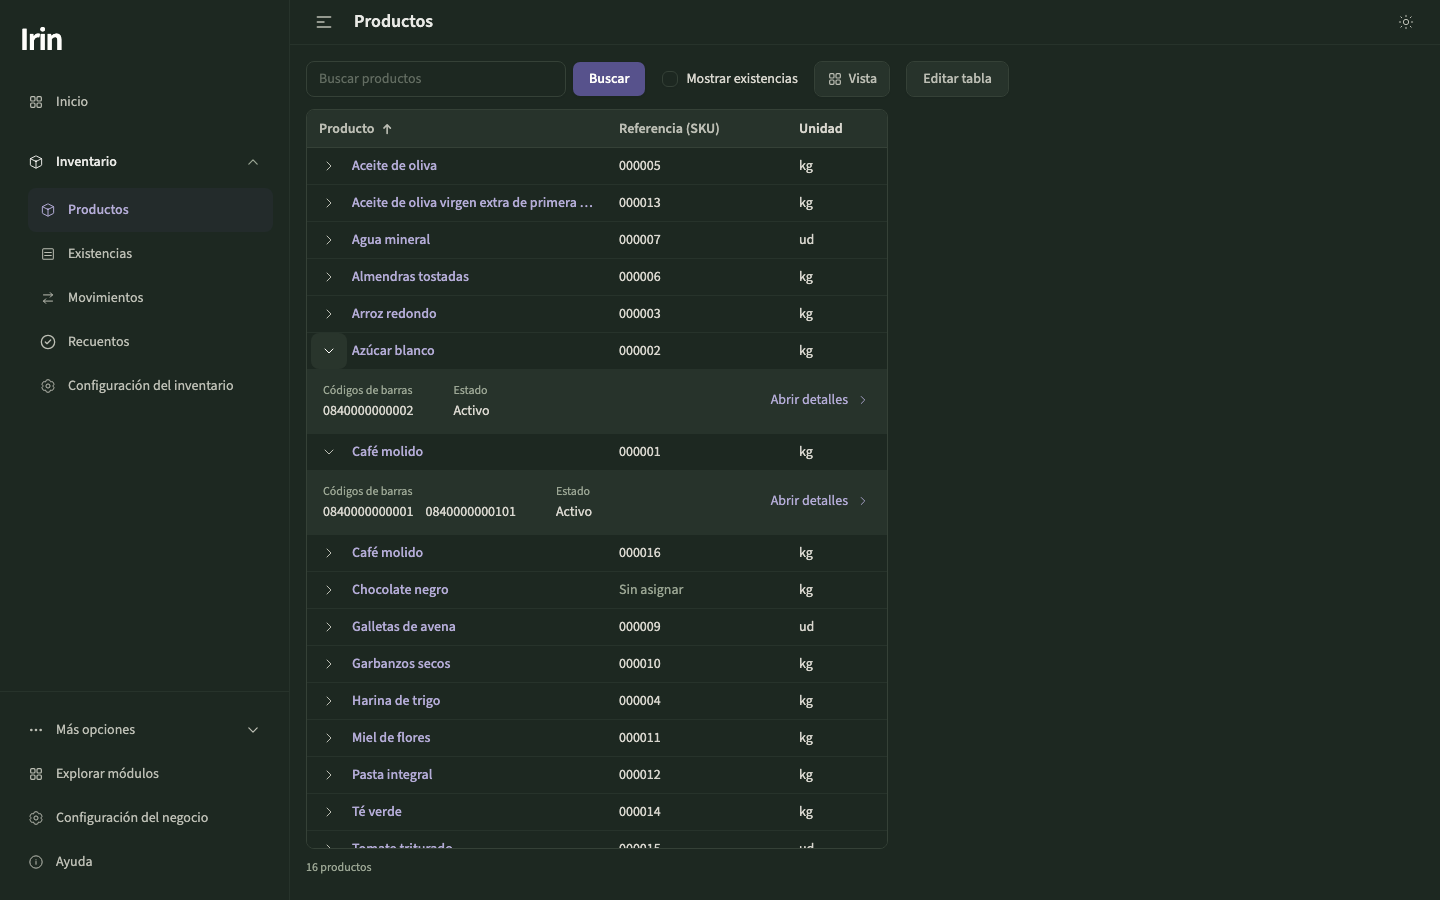 Irin
Productos
Inicio
Inventario
Productos
Existencias
Movimientos
Recuentos
Configuración del inventario
Más opciones
Explorar módulos
Configuración del negocio
Ayuda
Buscar productos
Buscar
Mostrar existencias
Vista
Editar tabla
Producto Referencia (SKU) Unidad
Aceite de oliva 000005 kg
Aceite de oliva virgen extra de primera … 000013 kg
Agua mineral 000007 ud
Almendras tostadas 000006 kg
Arroz redondo 000003 kg
Azúcar blanco 000002 kg
Códigos de barras Estado
0840000000002 Activo
Abrir detalles
Café molido 000001 kg
Códigos de barras Estado
0840000000001 0840000000101 Activo
Abrir detalles
Café molido 000016 kg
Chocolate negro Sin asignar kg
Galletas de avena 000009 ud
Garbanzos secos 000010 kg
Harina de trigo 000004 kg
Miel de flores 000011 kg
Pasta integral 000012 kg
Té verde 000014 kg
Tomate triturado 000015 ud
16 productos